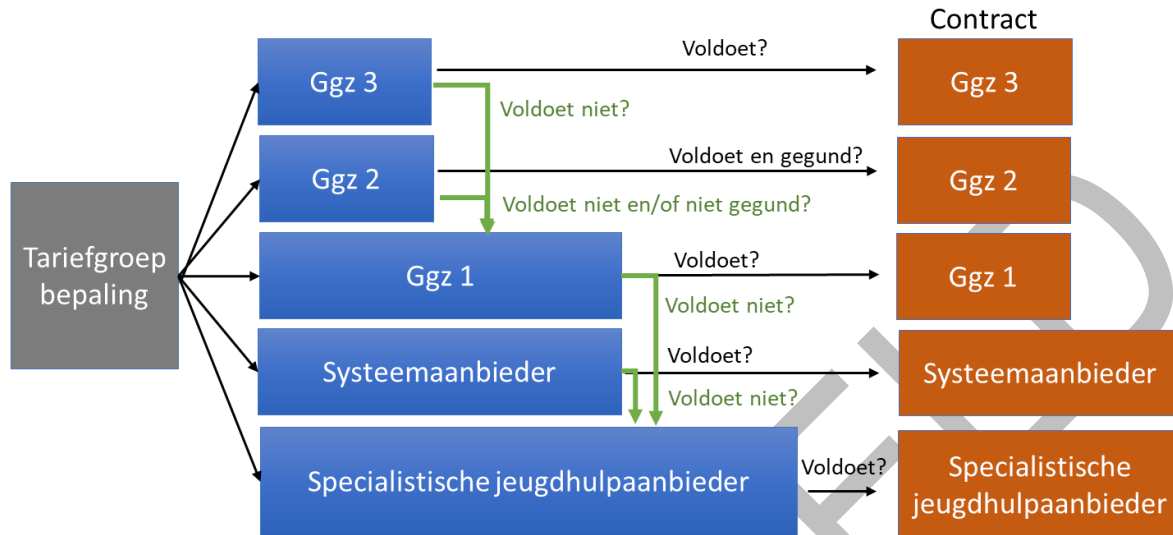 Contract
Ggz 3
Voldoet?
Ggz 3
Voldoet niet?
Ggz 2
Voldoet en gegund?
Ggz 2
Voldoet niet en/of niet gegund?
Tariefgroep
bepaling
Ggz 1
Voldoet?
Ggz 1
Voldoet niet?
Systeemaanbieder
Voldoet?
Systeemaanbieder
Voldoet niet?
Specialistische jeugdhulpaanbieder
Voldoet?
Specialistische
jeugdhulpaanbieder